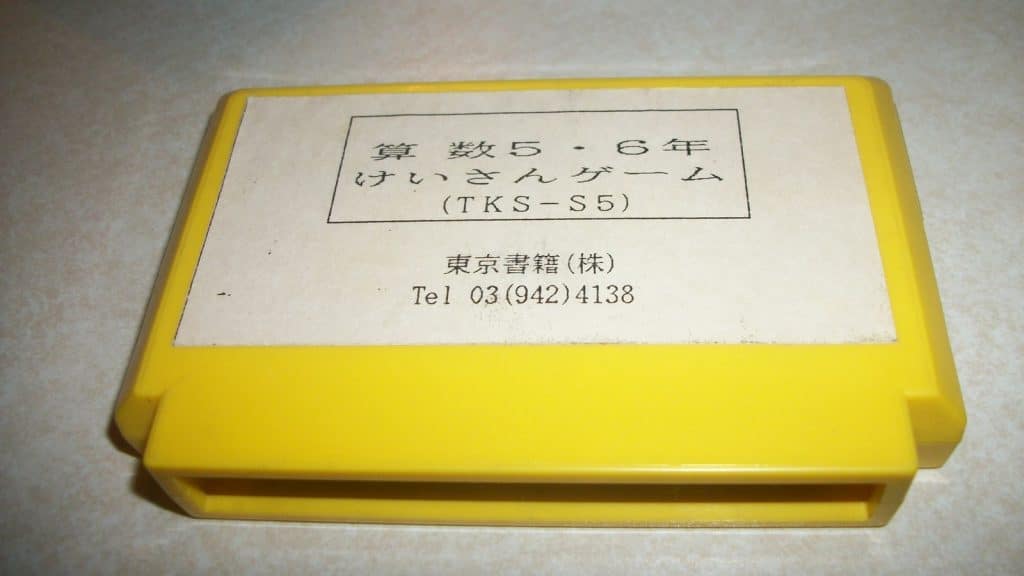 算数5・6年
けいさんゲーム
(TKS-S5)
東京書籍(株)
Tel 03(942)4138